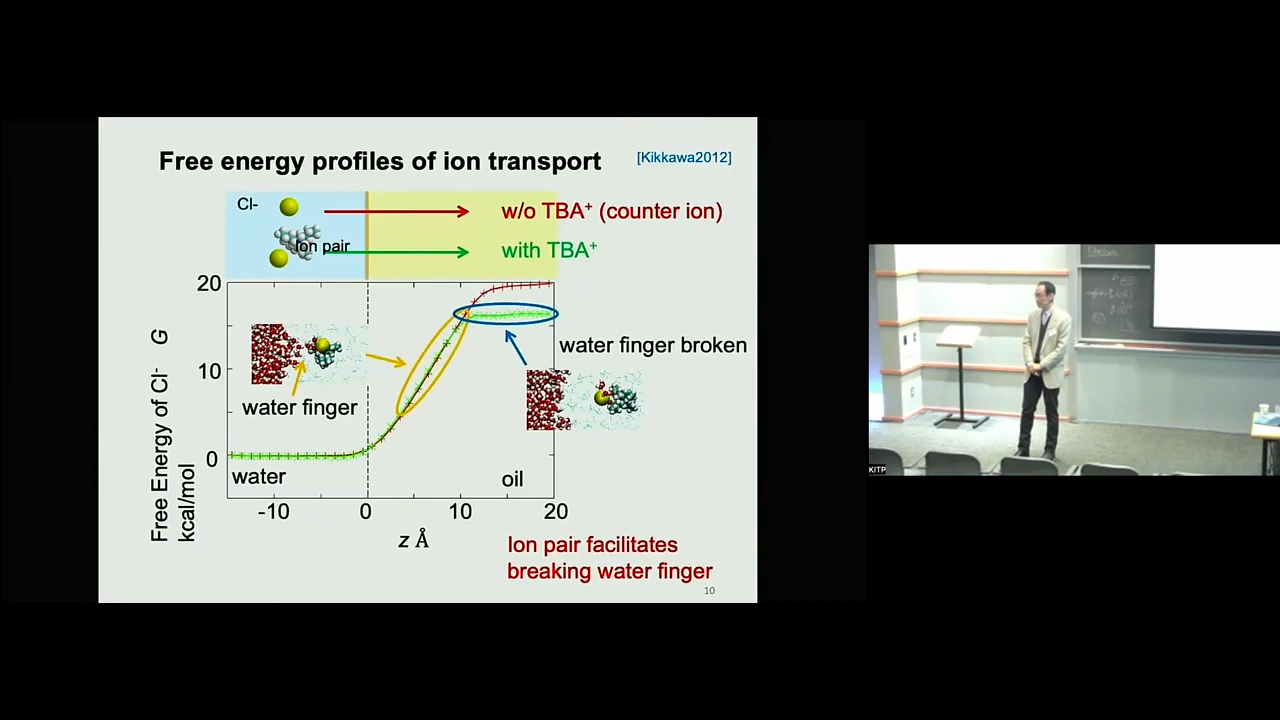 Free energy profiles of ion transport
[Kikkawa2012]
Cl-
w/o TBA+ (counter ion)
Ion pair
with TBA+
20
10
0
Free Energy of Cl- G
kcal/mol
water finger
water finger broken
water
oil
-10
0
10
20
z Å
Ion pair facilitates
breaking water finger
10
KITP